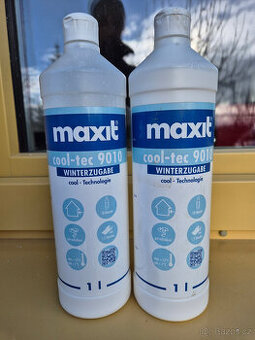 maxit
cool-tec 9010
WINTERZUGABE
cool - Technologie
1 l
maxit
cool-tec 9010
WINTERZUGABE
cool - Technologie
1 l